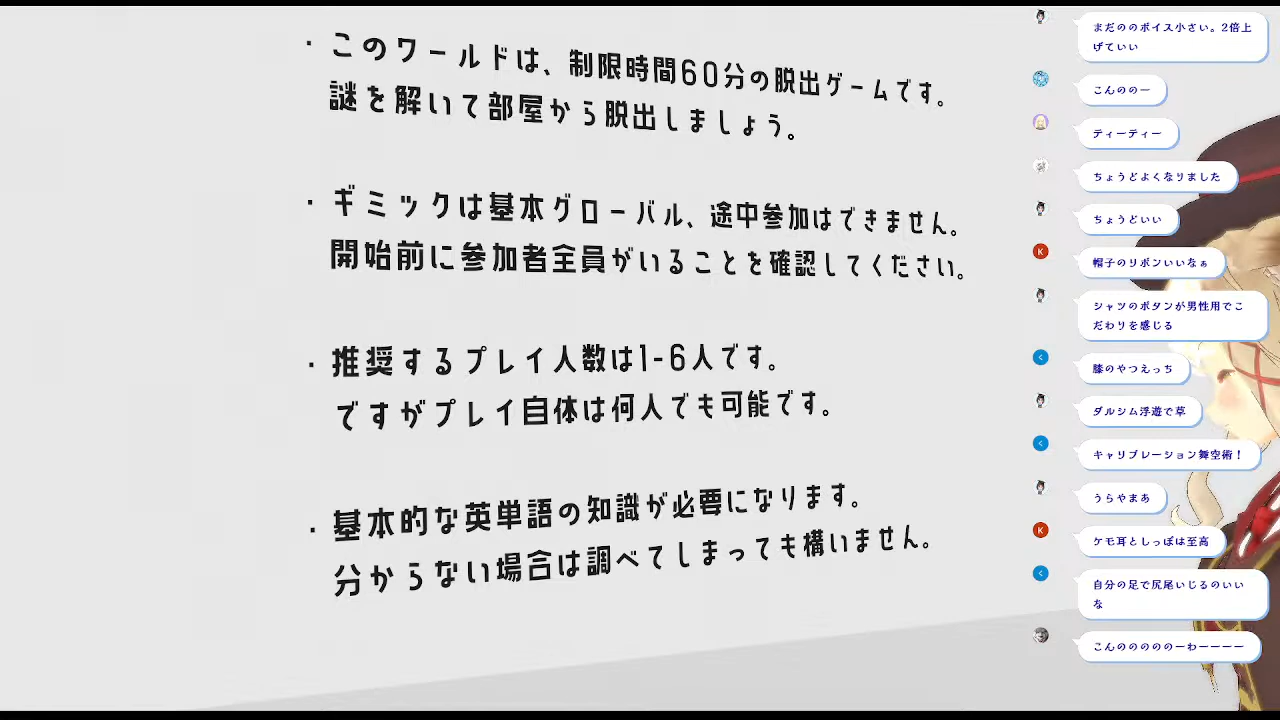 ・このワールドは、制限時間60分の脱出ゲームです。
謎を解いて部屋から脱出しましょう。
・ギミックは基本グローバル、途中参加はできません。
開始前に参加者全員がいることを確認してください。
・推奨するプレイ人数は1-6人です。
ですがプレイ自体は何人でも可能です。
・基本的な英単語の知識が必要になります。
分からない場合は調べてしまっても構いません。
まだののボイス小さい。2倍上
げていい
こんののー
ティーティー
ちょうどよくなりました
ちょうどいい
K
帽子のリボンいいなぁ
シャツのボタンが男性用でこ
だわりを感じる
膝のやつえっち
ダルシム浮遊で草
キャリブレーション舞空術！
うらやまあ
K
ケモ耳としっぽは至高
自分の足で尻尾いじるのいい
な
こんのののののーわーーーー